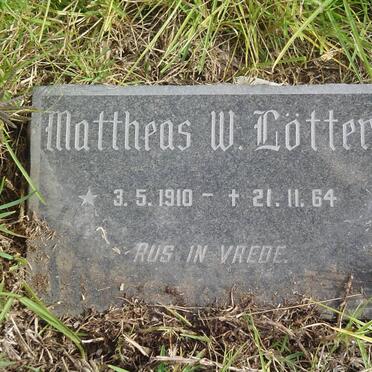 Mattheas W. Lötter
★ 3.5.1910 - ✝ 21.11.64
RUS IN VREDE.